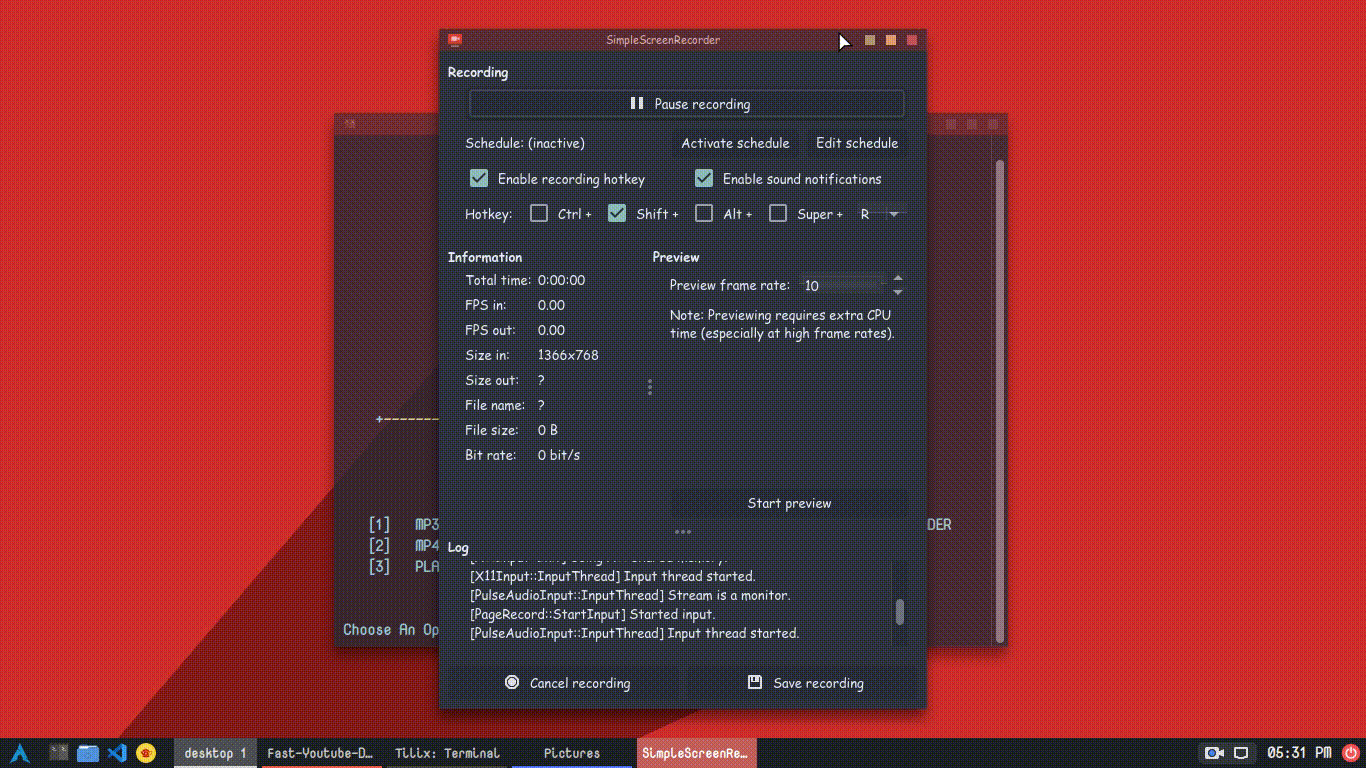 SimpleScreenRecorder
Recording
Pause recording
Schedule: (inactive) Activate schedule Edit schedule
Enable recording hotkey Enable sound notifications
Hotkey: Ctrl + Shift + Alt + Super + R
Information
Total time: 0:00:00
FPS in: 0.00
FPS out: 0.00
Size in: 1366x768
Size out: ?
File name: ?
File size: 0 B
Bit rate: 0 bit/s
Preview
Preview frame rate: 10
Note: Previewing requires extra CPU
time (especially at high frame rates).
Start preview
Log
[X11Input::InputThread] Input thread started.
[PulseAudioInput::InputThread] Stream is a monitor.
[PageRecord::StartInput] Started input.
[PulseAudioInput::InputThread] Input thread started.
Cancel recording Save recording
+-------
[1] MP3 DER
[2] MP4
[3] PLA
Choose An Op
desktop 1 Fast-Youtube-D… Tilix: Terminal Pictures SimpleScreenRe… 05:31 PM